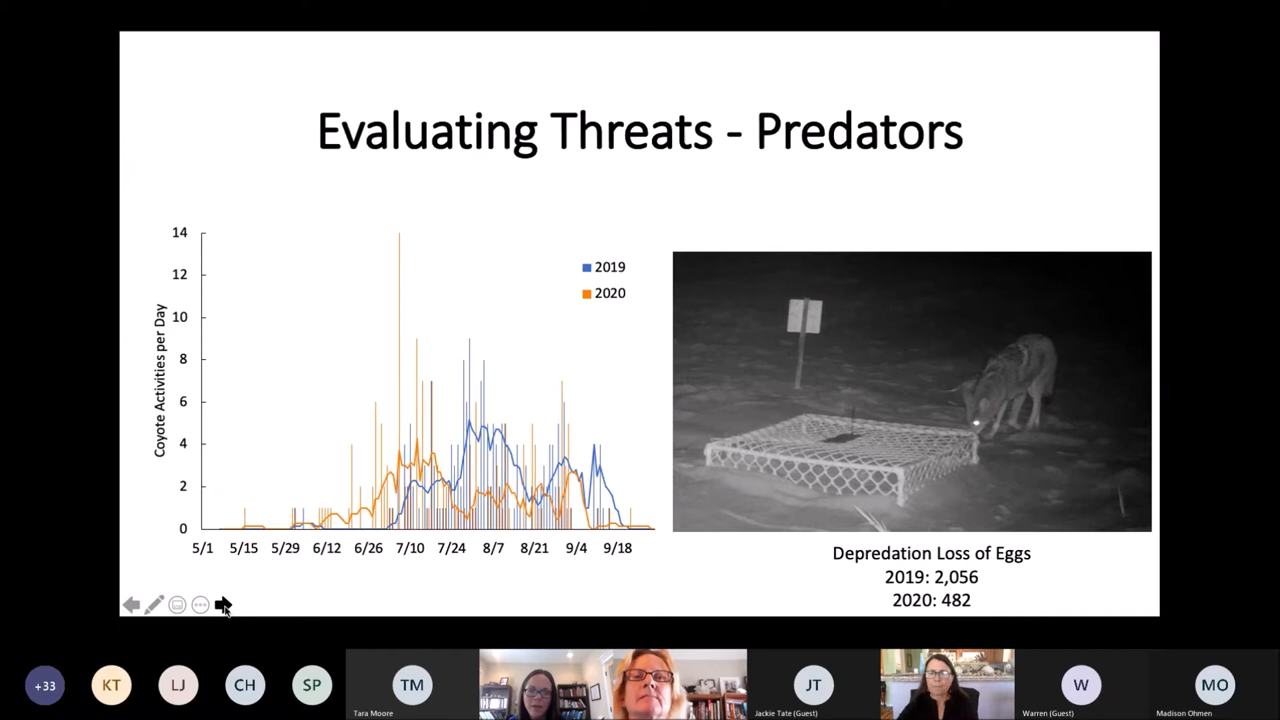 Evaluating Threats - Predators
14
12
10
8
6
4
2
0
Coyote Activities per Day
5/1 5/15 5/29 6/12 6/26 7/10 7/24 8/7 8/21 9/4 9/18
2019
2020
Depredation Loss of Eggs
2019: 2,056
2020: 482
+33
KT
LJ
CH
SP
TM
Tara Moore
JT
Jackie Tate (Guest)
W
Warren (Guest)
MO
Madison Ohmen